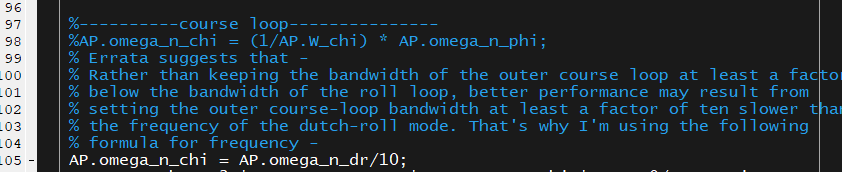 96
97 %----------course loop---------------
98 %AP.omega_n_chi = (1/AP.W_chi) * AP.omega_n_phi;
99 % Errata suggests that -
100 % Rather than keeping the bandwidth of the outer course loop at least a facto
101 % below the bandwidth of the roll loop, better performance may result from
102 % setting the outer course-loop bandwidth at least a factor of ten slower tha
103 % the frequency of the dutch-roll mode. That's why I'm using the following
104 % formula for frequency -
105 - AP.omega_n_chi = AP.omega_n_dr/10;